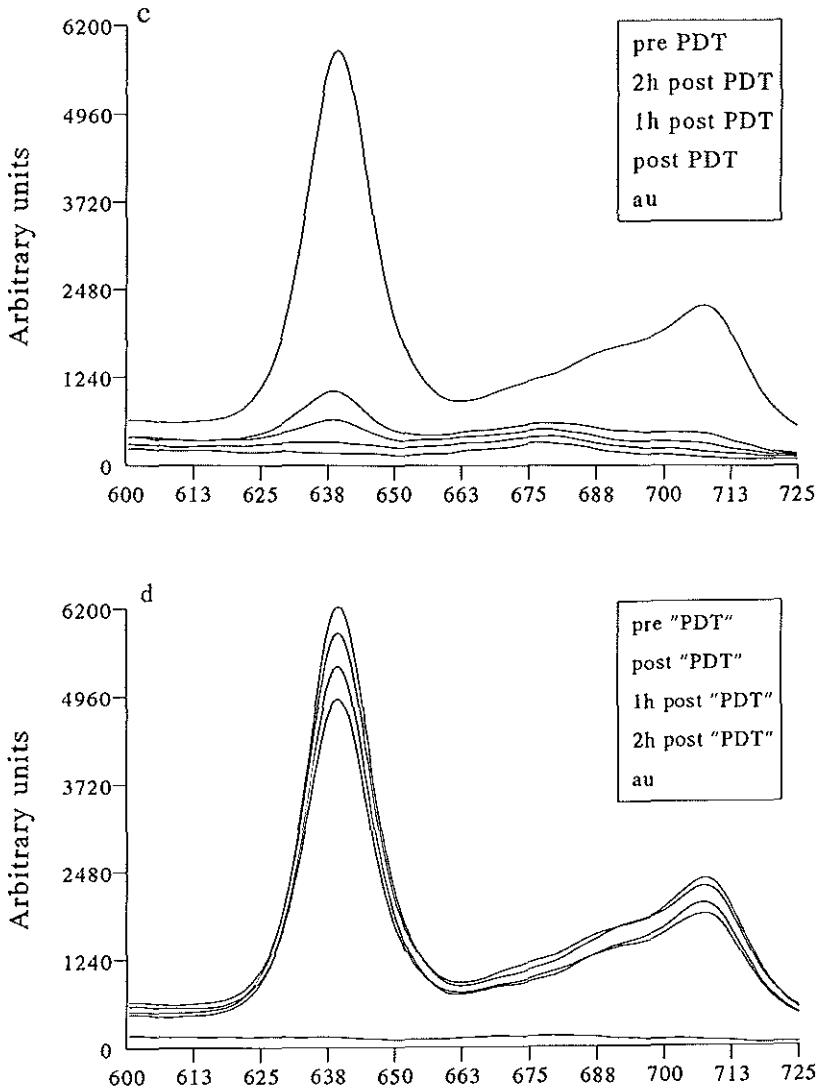 c
Arbitrary units
6200
4960
3720
2480
1240
0
600 613 625 638 650 663 675 688 700 713 725
pre PDT
2h post PDT
1h post PDT
post PDT
au
d
Arbitrary units
6200
4960
3720
2480
1240
0
600 613 625 638 650 663 675 688 700 713 725
pre "PDT"
post "PDT"
1h post "PDT"
2h post "PDT"
au